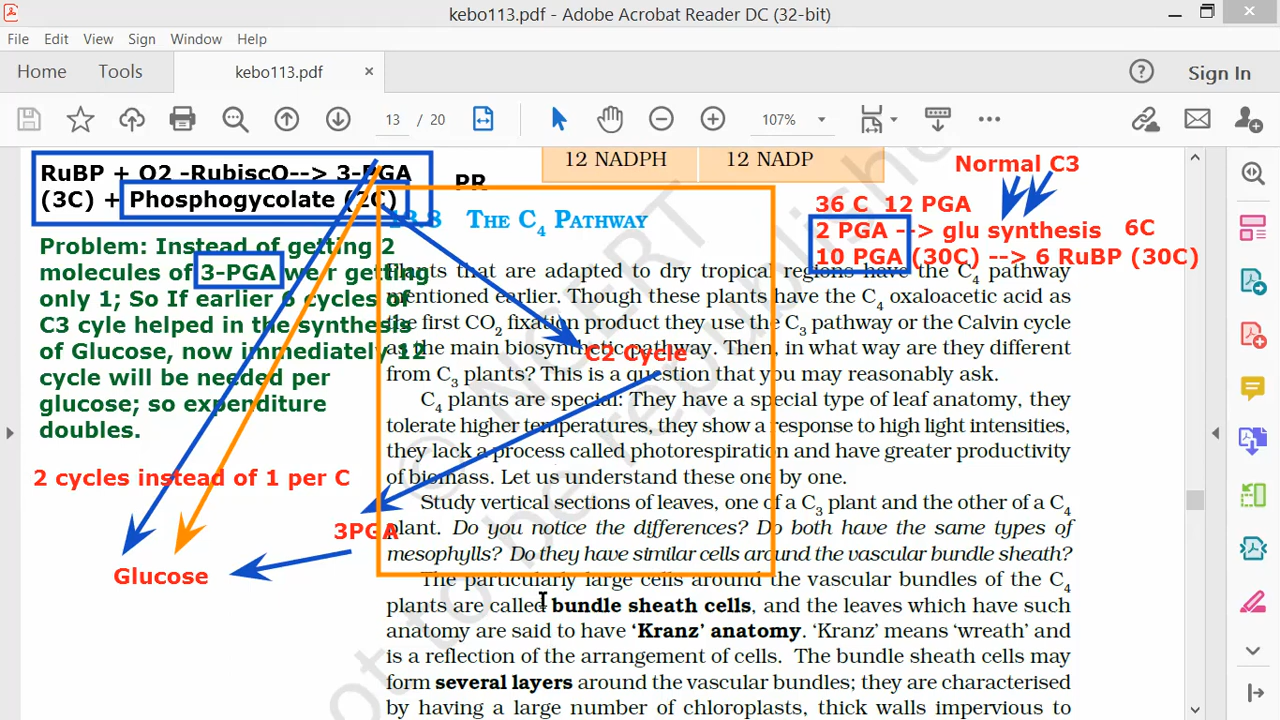 kebo113.pdf - Adobe Acrobat Reader DC (32-bit)
File Edit View Sign Window Help
Home Tools kebo113.pdf × Sign In
13 / 20 107%
12 NADPH 12 NADP
RuBP + O2 -RubiscO--> 3-PGA
(3C) + Phosphogycolate (2C)
PR
Normal C3
36 C 12 PGA
2 PGA --> glu synthesis 6C
10 PGA (30C) --> 6 RuBP (30C)
Problem: Instead of getting 2
molecules of 3-PGA we r getting
only 1; So If earlier 6 cycles of
C3 cyle helped in the synthesis
of Glucose, now immediately 12
cycle will be needed per
glucose; so expenditure
doubles.
2 cycles instead of 1 per C
C2 Cycle
3PGA
Glucose
13.8 THE C4 PATHWAY
Plants that are adapted to dry tropical regions have the C4 pathway
mentioned earlier. Though these plants have the C4 oxaloacetic acid as
the first CO2 fixation product they use the C3 pathway or the Calvin cycle
as the main biosynthetic pathway. Then, in what way are they different
from C3 plants? This is a question that you may reasonably ask.
C4 plants are special: They have a special type of leaf anatomy, they
tolerate higher temperatures, they show a response to high light intensities,
they lack a process called photorespiration and have greater productivity
of biomass. Let us understand these one by one.
Study vertical sections of leaves, one of a C3 plant and the other of a C4
plant. Do you notice the differences? Do both have the same types of
mesophylls? Do they have similar cells around the vascular bundle sheath?
The particularly large cells around the vascular bundles of the C4
plants are called bundle sheath cells, and the leaves which have such
anatomy are said to have ‘Kranz’ anatomy. ‘Kranz’ means ‘wreath’ and
is a reflection of the arrangement of cells. The bundle sheath cells may
form several layers around the vascular bundles; they are characterised
by having a large number of chloroplasts, thick walls impervious to
© NCERT
not to be republished